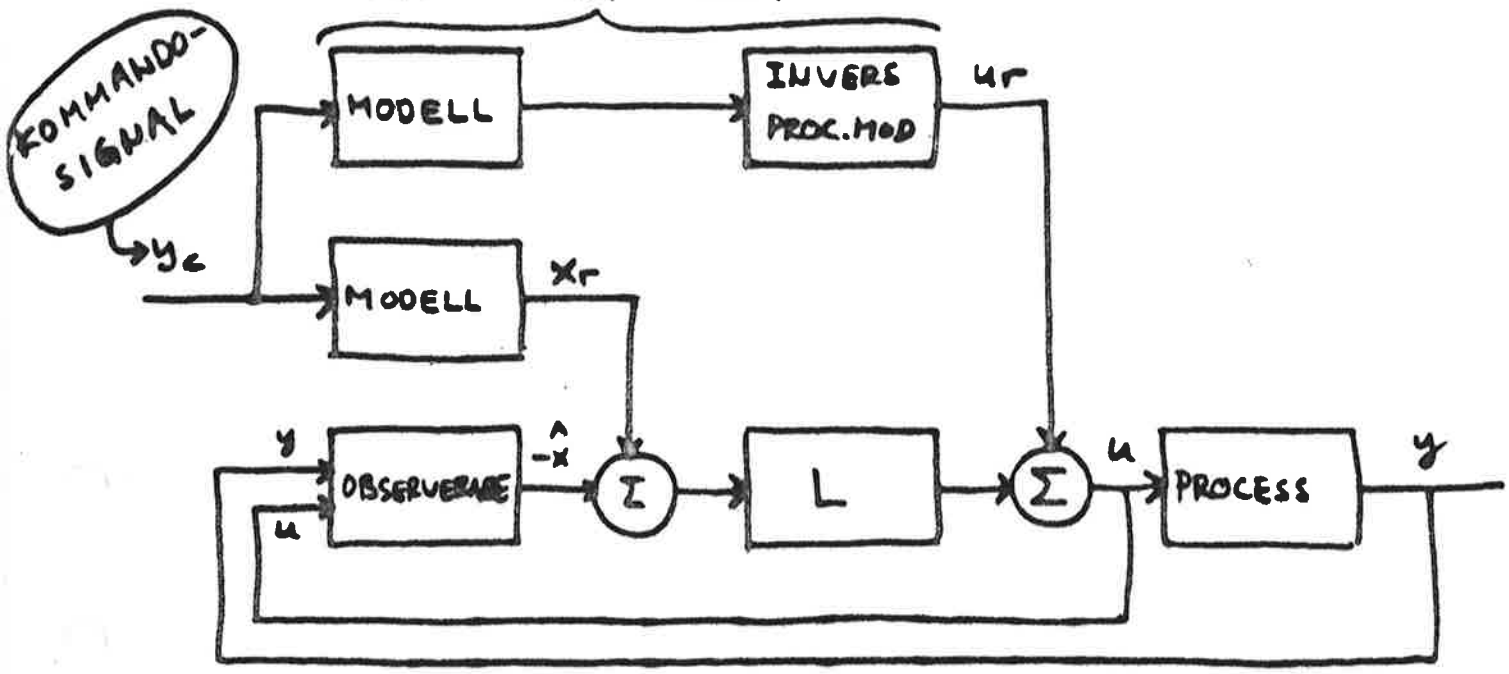 KOMMANDO-
SIGNAL
yc
MODELL
INVERS
PROC.MOD
ur
MODELL
xr
y
u
OBSERVERARE
-x̂
Σ
L
Σ
u
PROCESS
y